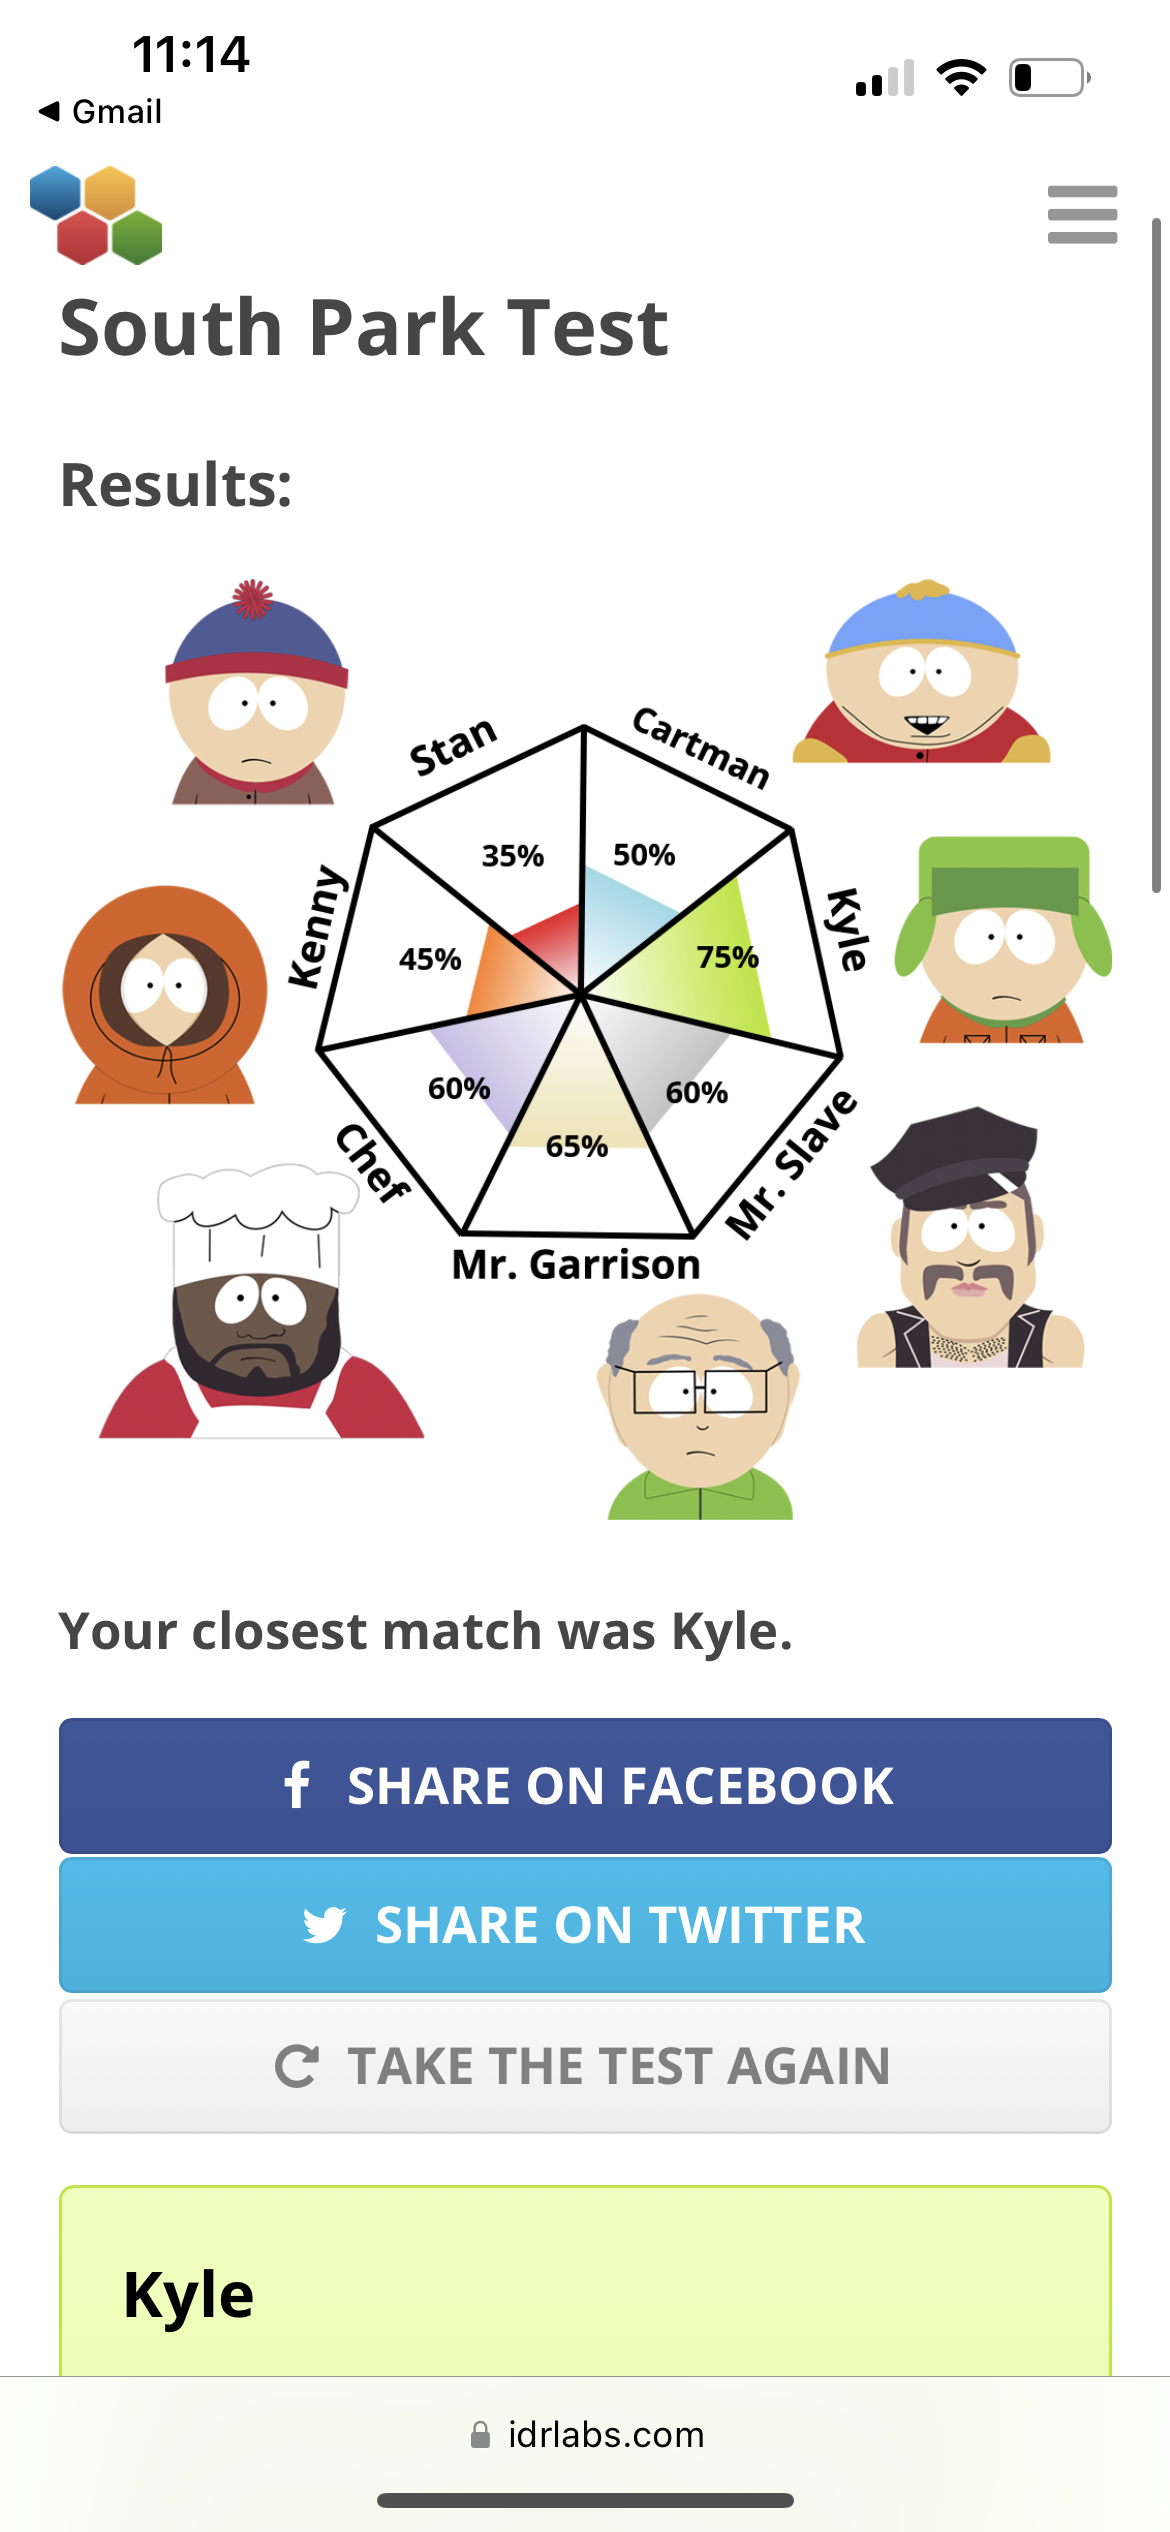 11:14
Gmail
South Park Test
Results:
Stan
Cartman
35%
50%
Kenny
Kyle
45%
75%
60%
60%
65%
Chef
Mr. Slave
Mr. Garrison
Your closest match was Kyle.
SHARE ON FACEBOOK
SHARE ON TWITTER
TAKE THE TEST AGAIN
Kyle
idrlabs.com